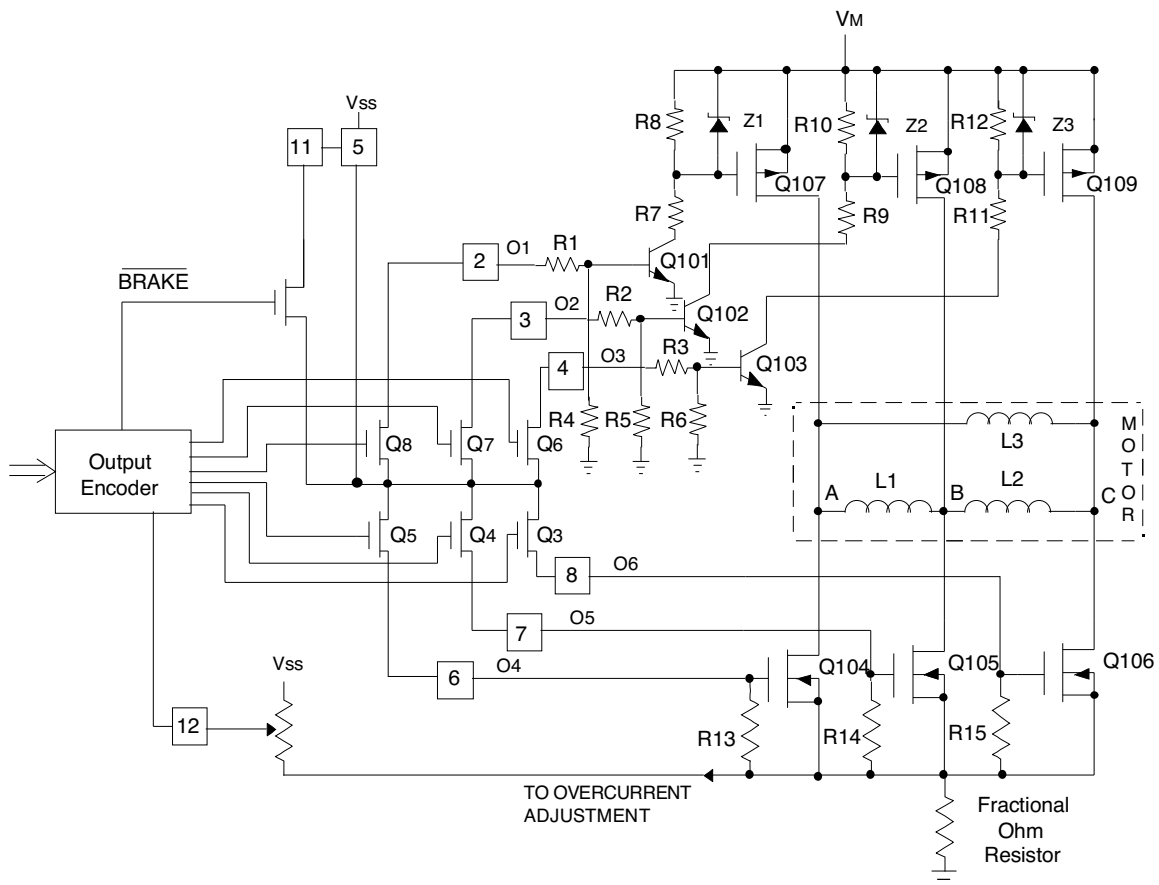 VM
R8
Z1
R10
Z2
R12
Z3
Vss
11
5
Q107
Q108
Q109
R7
R9
R11
2
O1
R1
Q101
BRAKE
3
O2
R2
Q102
4
O3
R3
Q103
R4
R5
R6
Q8
Q7
Q6
Output
Encoder
MOTOR
L3
A
L1
B
L2
C
Q5
Q4
Q3
8
O6
7
O5
6
O4
Q104
Q105
Q106
Vss
12
R13
R14
R15
TO OVERCURRENT
ADJUSTMENT
Fractional
Ohm
Resistor